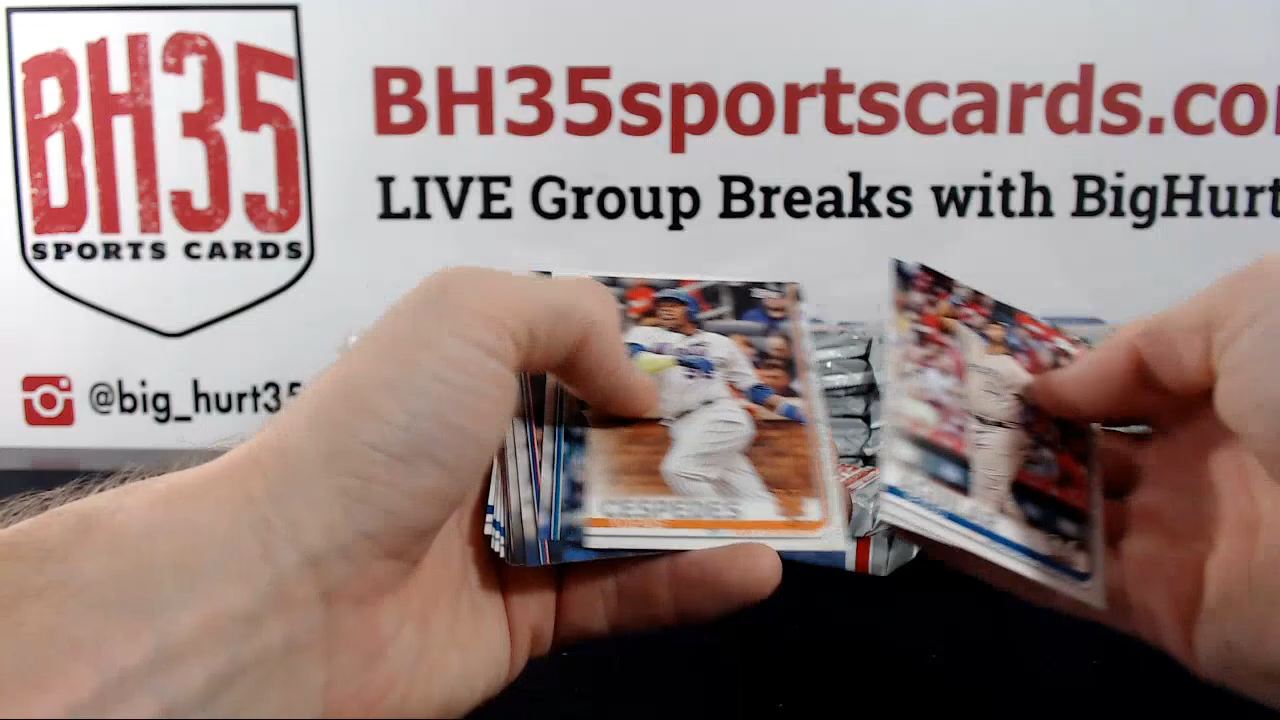 BH35
SPORTS CARDS
BH35sportscards.co
LIVE Group Breaks with BigHurt
@big_hurt35
CESPEDES